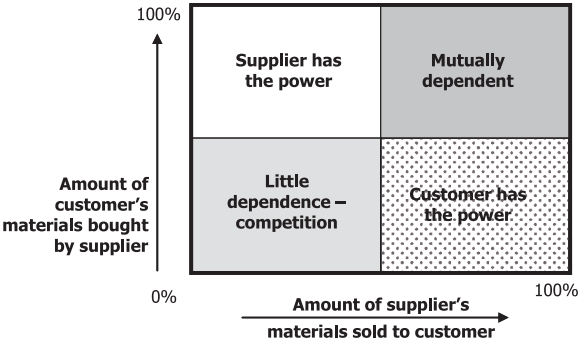 100%
Supplier has
the power
Mutually
dependent
Amount of
customer's
materials bought
by supplier
Little
dependence –
competition
Customer has
the power
0%
100%
Amount of supplier's
materials sold to customer